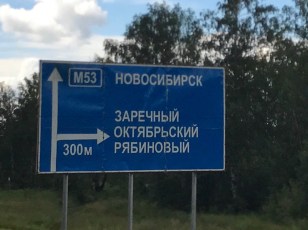 М53 НОВОСИБИРСК
ЗАРЕЧНЫЙ
ОКТЯБРЬСКИЙ
300м РЯБИНОВЫЙ